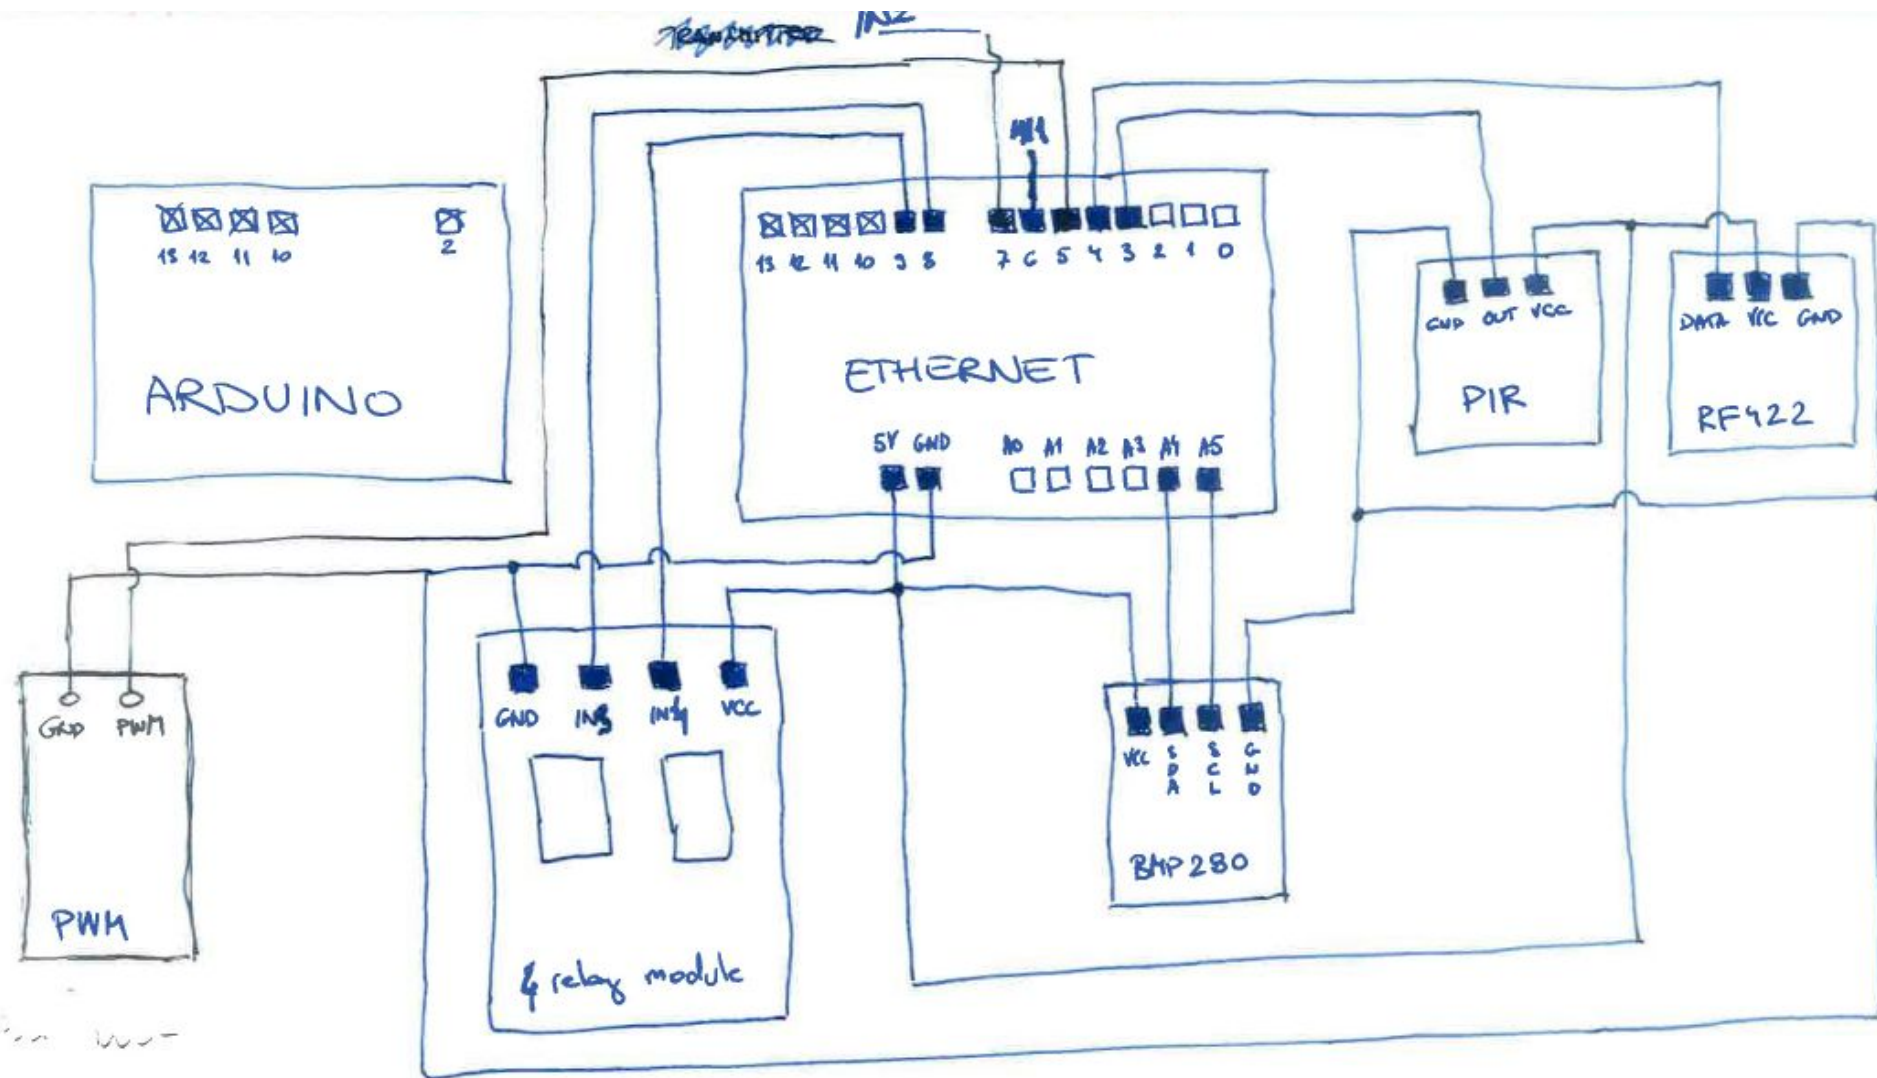 IN2
13 12 11 10 2
ARDUINO
13 12 11 10 9 8 7 6 5 4 3 2 1 0
ETHERNET
5V GND A0 A1 A2 A3 A4 A5
GND OUT VCC
PIR
DATA VCC GND
RF422
GND PWM
PWM
GND IN3 IN4 VCC
4 relay module
VCC SDA SCL GND
BMP280